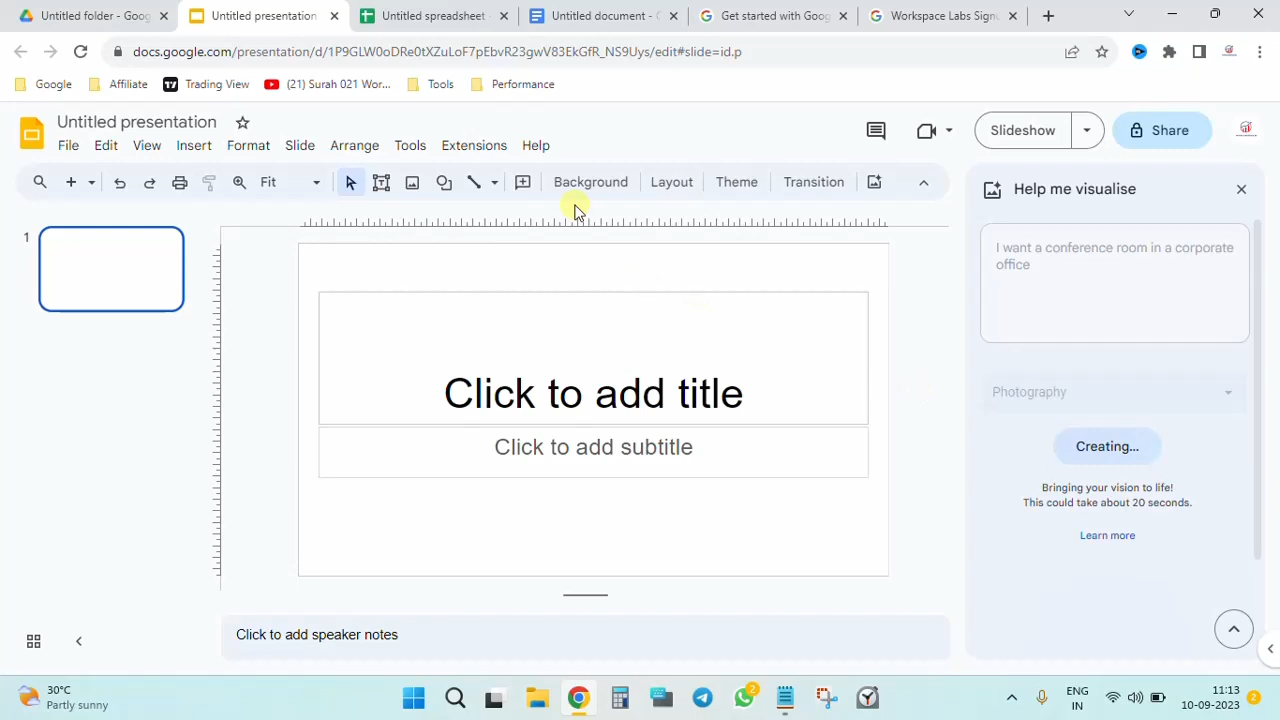 Untitled folder - Goog
Untitled presentation
Untitled spreadsheet -
Untitled document - G
Get started with Goog
Workspace Labs Sign
docs.google.com/presentation/d/1P9GLW0oDRe0tXZuLoF7pEbvR23gwV83EkGfR_NS9Uys/edit#slide=id.p
Google
Affiliate
Trading View
(21) Surah 021 Wor...
Tools
Performance
Untitled presentation
File Edit View Insert Format Slide Arrange Tools Extensions Help
Slideshow
Share
Fit
Background
Layout
Theme
Transition
Help me visualise
I want a conference room in a corporate
office
1
Click to add title
Click to add subtitle
Photography
Creating...
Bringing your vision to life!
This could take about 20 seconds.
Learn more
Click to add speaker notes
30°C
Partly sunny
2
ENG
IN
11:13
10-09-2023
2